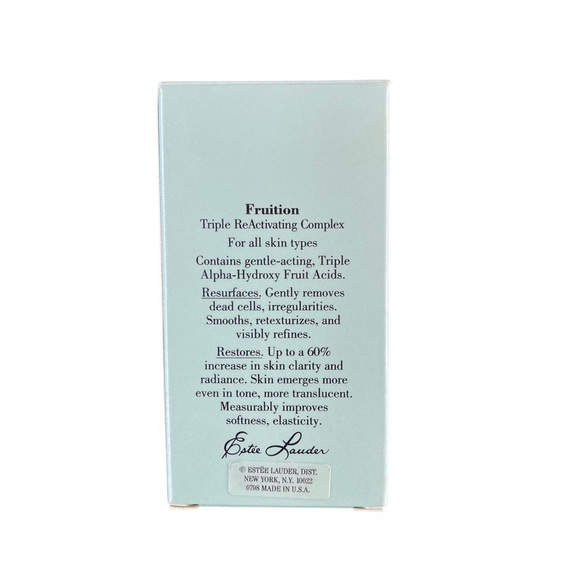 Fruition
Triple ReActivating Complex
For all skin types
Contains gentle-acting, Triple
Alpha-Hydroxy Fruit Acids.
Resurfaces. Gently removes
dead cells, irregularities.
Smooths, retexturizes, and
visibly refines.
Restores. Up to a 60%
increase in skin clarity and
radiance. Skin emerges more
even in tone, more translucent.
Measurably improves
softness, elasticity.
Estée Lauder
© ESTÉE LAUDER, DIST.
NEW YORK, N.Y. 10022
0798 MADE IN U.S.A.